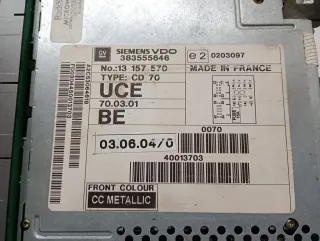 GM
SIEMENS VDO
383555646
e2 0203097
No.:13 157 570
MADE IN FRANCE
TYPE: CD 70
UCE
70.03.01
BE
03.06.04/0
0070
40013703
FRONT COLOUR
CC METALLIC